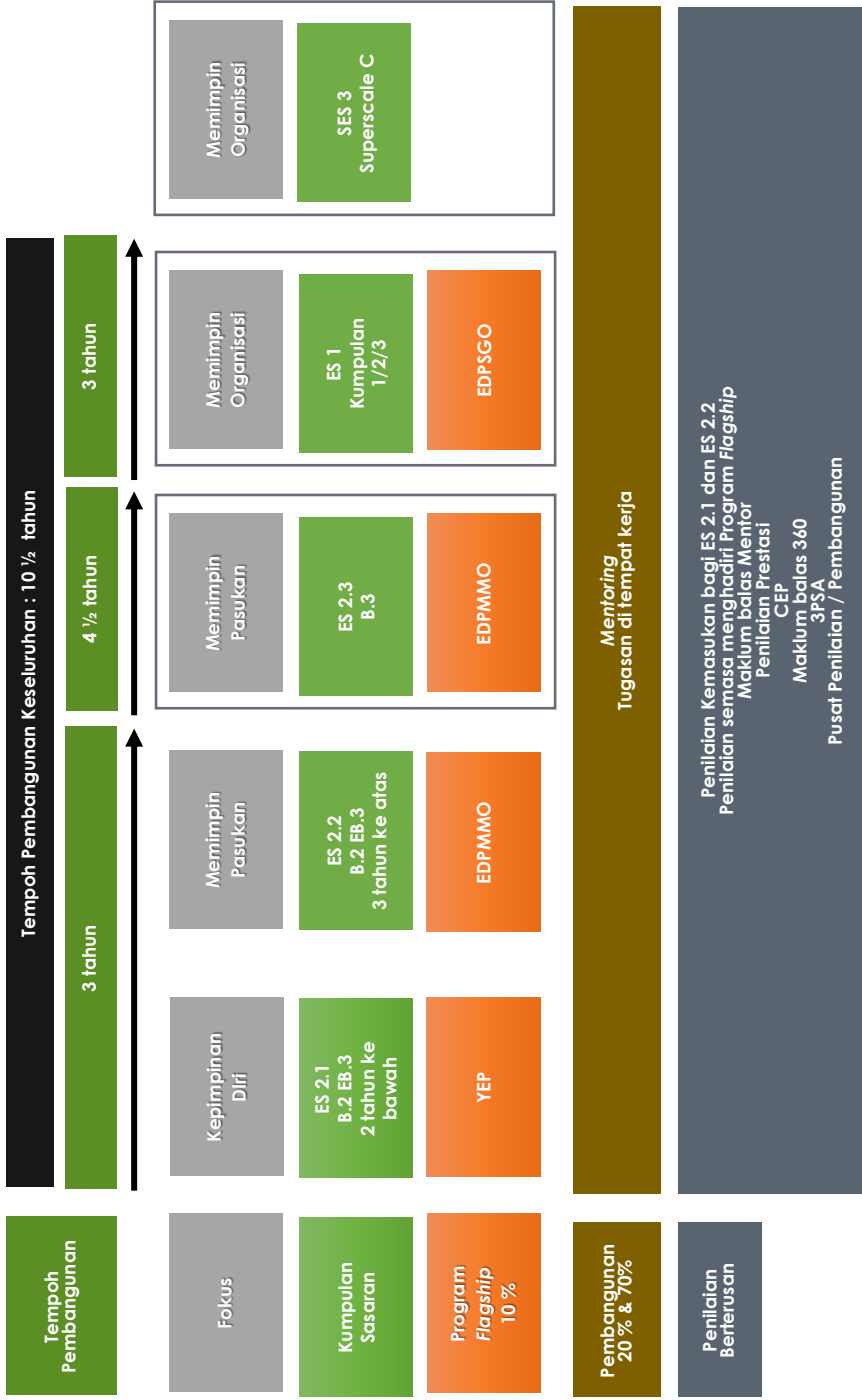 Tempoh
Pembangunan
Tempoh Pembangunan Keseluruhan : 10 ½ tahun
3 tahun
4 ½ tahun
3 tahun
Fokus
Kepimpinan
Diri
Memimpin
Pasukan
Memimpin
Pasukan
Memimpin
Organisasi
Memimpin
Organisasi
Kumpulan
Sasaran
ES 2.1
B.2 EB.3
2 tahun ke
bawah
ES 2.2
B.2 EB.3
3 tahun ke atas
ES 2.3
B.3
ES 1
Kumpulan
1/2/3
SES 3
Superscale C
Program
Flagship
10 %
YEP
EDPMMO
EDPMMO
EDPSGO
Pembangunan
20 % & 70%
Mentoring
Tugasan di tempat kerja
Penilaian
Berterusan
Penilaian Kemasukan bagi ES 2.1 dan ES 2.2
Penilaian semasa menghadiri Program Flagship
Maklum balas Mentor
Penilaian Prestasi
CEP
Maklum balas 360
3PSA
Pusat Penilaian / Pembangunan